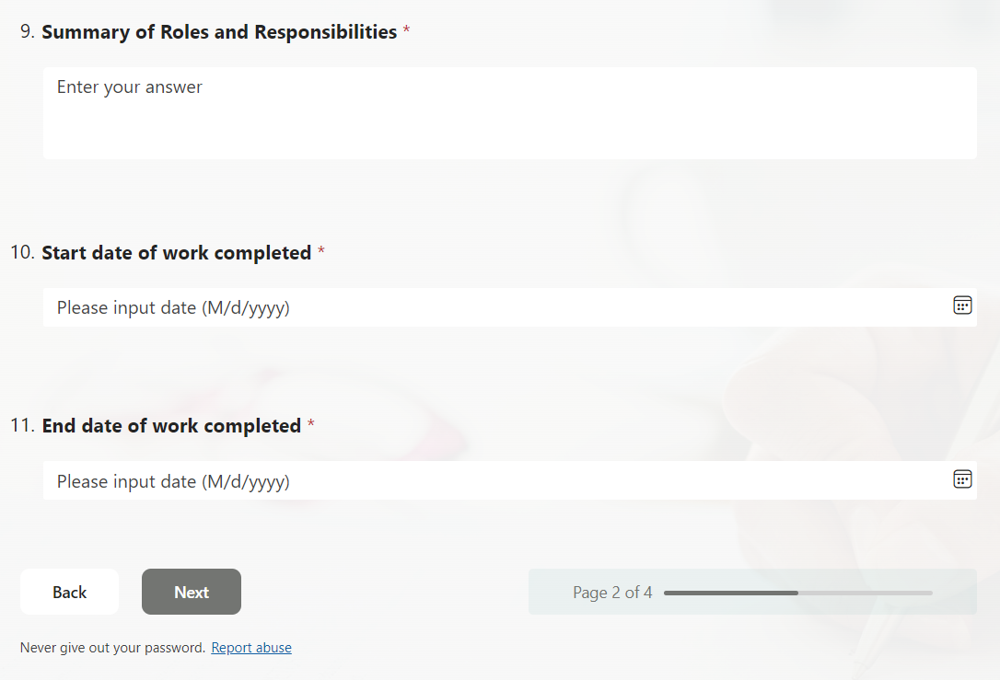 9. Summary of Roles and Responsibilities *
Enter your answer
10. Start date of work completed *
Please input date (M/d/yyyy)
11. End date of work completed *
Please input date (M/d/yyyy)
Back Next Page 2 of 4
Never give out your password. Report abuse